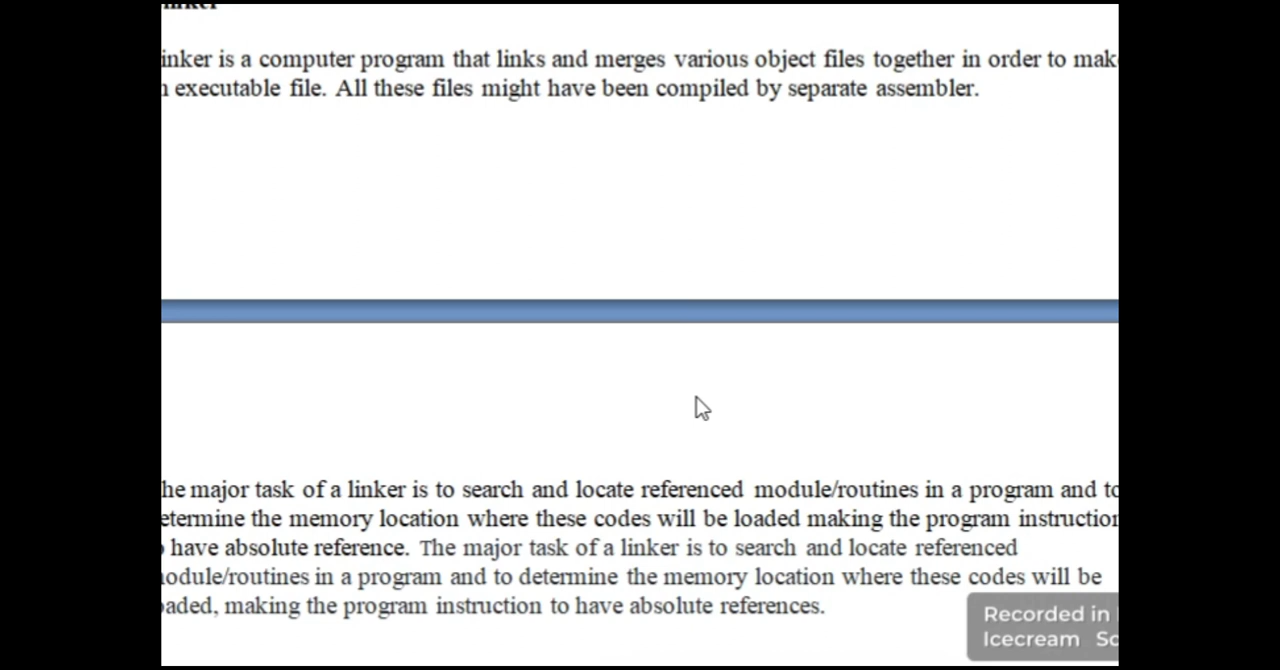 inker is a computer program that links and merges various object files together in order to mak
executable file. All these files might have been compiled by separate assembler.
he major task of a linker is to search and locate referenced module/routines in a program and to
etermine the memory location where these codes will be loaded making the program instruction
have absolute reference. The major task of a linker is to search and locate referenced
odule/routines in a program and to determine the memory location where these codes will be
aded, making the program instruction to have absolute references.
Recorded in
Icecream Sc